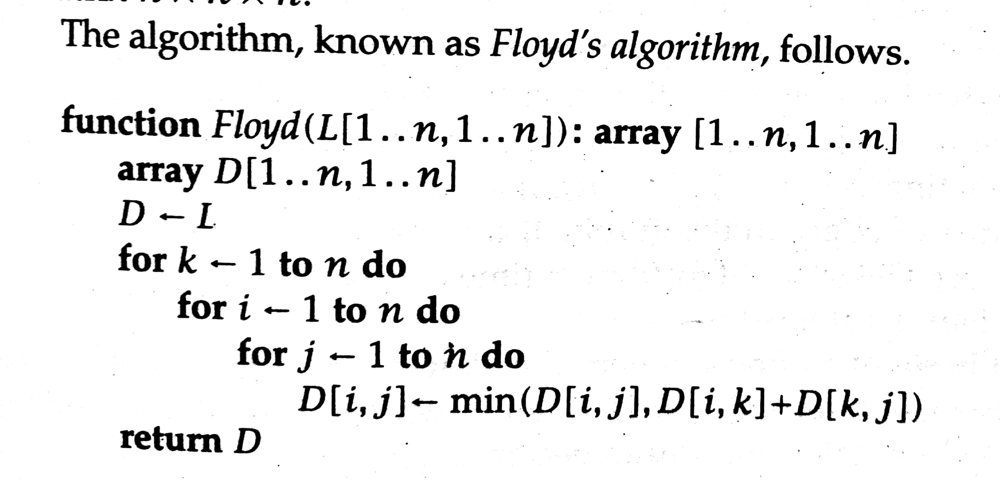 The algorithm, known as Floyd's algorithm, follows.
function Floyd(L[1..n,1..n]): array [1..n,1..n]
array D[1..n,1..n]
D ← L
for k ← 1 to n do
for i ← 1 to n do
for j ← 1 to n do
D[i, j]← min(D[i, j], D[i, k]+D[k, j])
return D